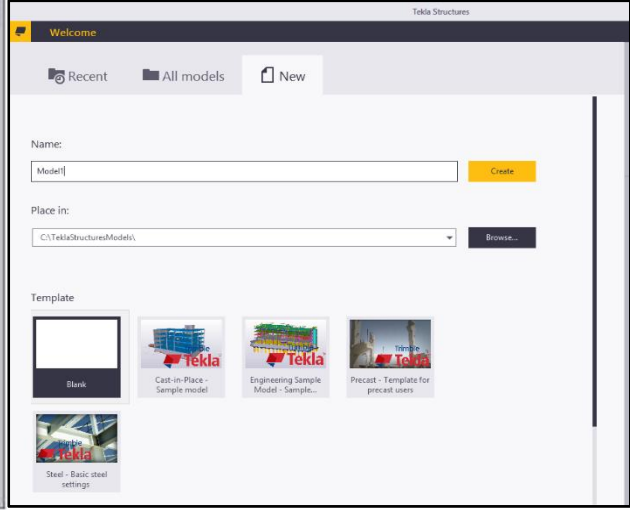 Tekla Structures
Welcome
Recent All models New
Name:
Model1 Create
Place in:
C:\TeklaStructuresModels\ Browse...
Template
Trimble Trimble Trimble
Tekla Tekla Tekla
Blank Cast-in-Place - Engineering Sample Precast - Template for
Sample model Model - Sample... precast users
Trimble
Tekla
Steel - Basic steel
settings